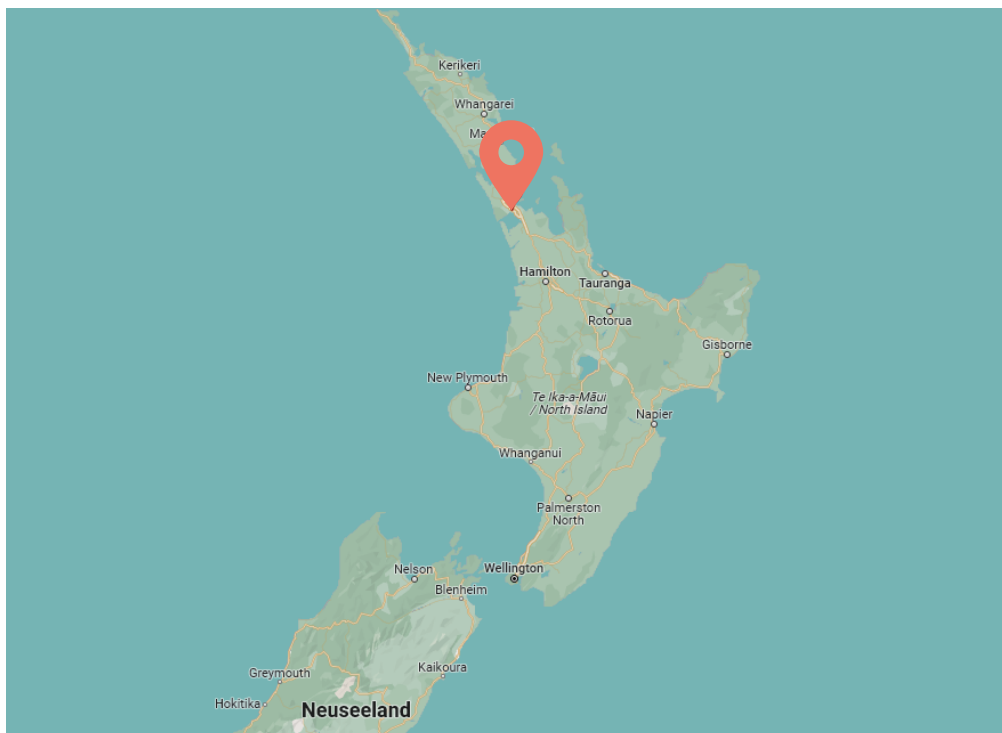 Kerikeri
Whangarei
Ma
Hamilton
Tauranga
Rotorua
Gisborne
New Plymouth
Te Ika-a-Māui
/ North Island
Napier
Whanganui
Palmerston
North
Nelson
Wellington
Blenheim
Kaikoura
Greymouth
Hokitika
Neuseeland